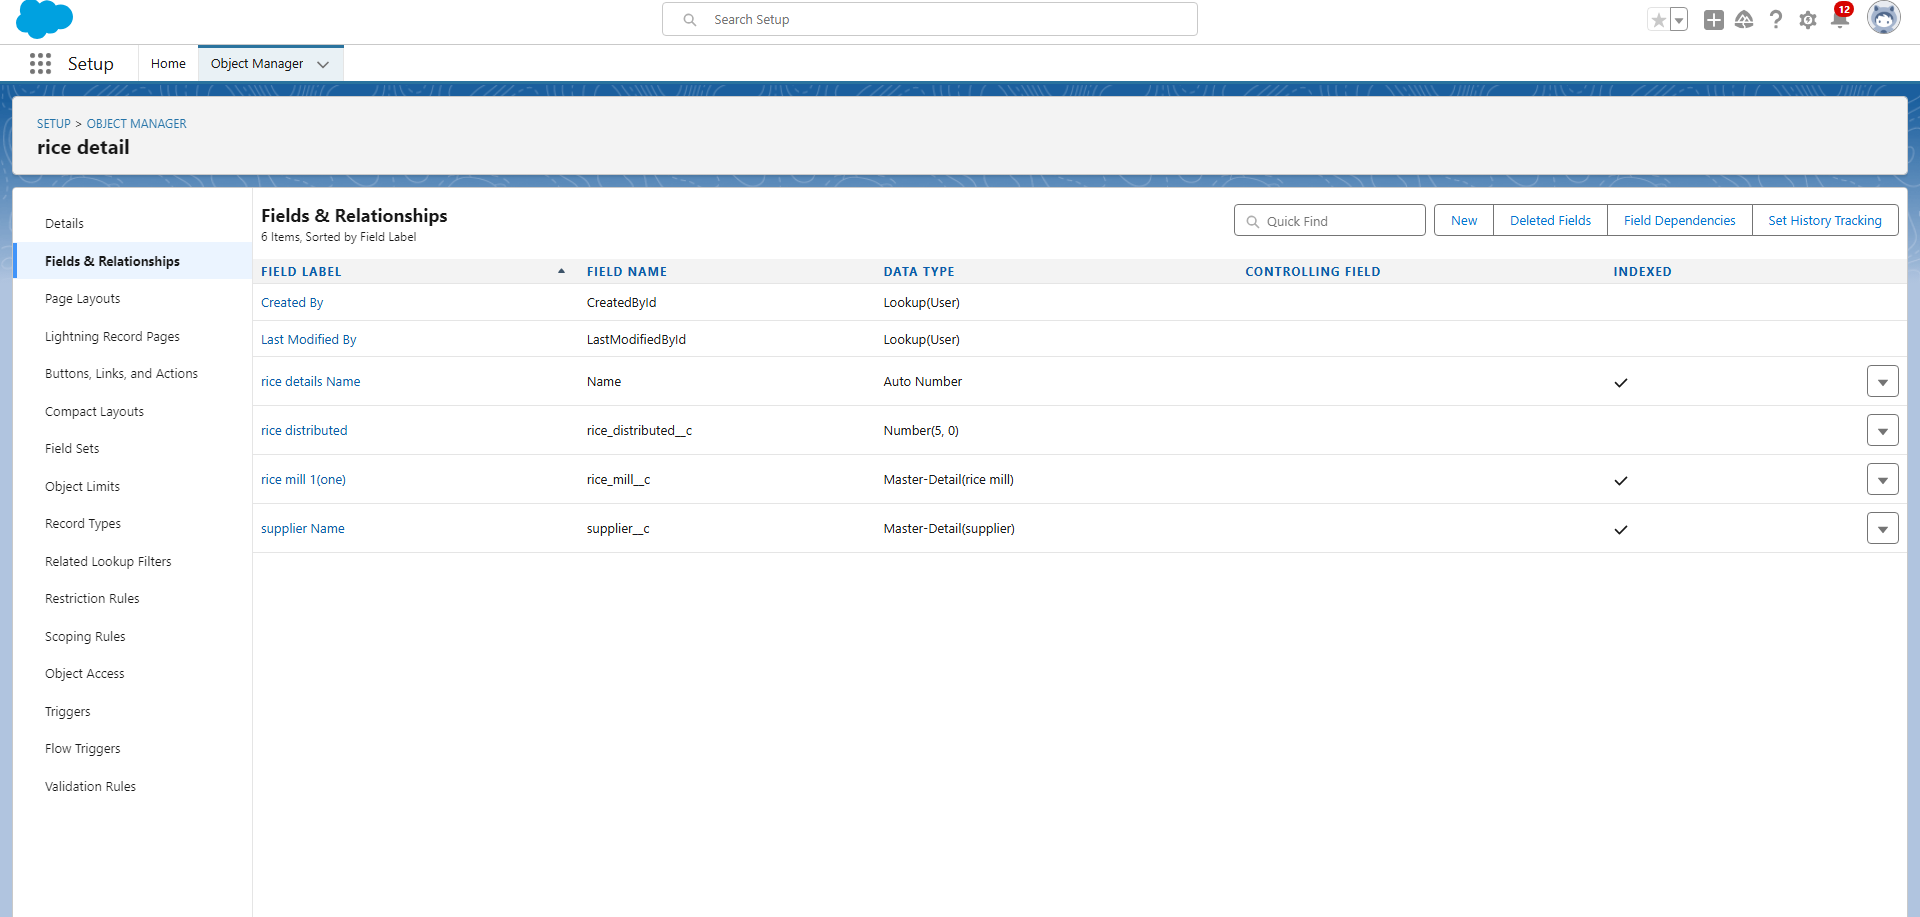 Search Setup
12
Setup
Home
Object Manager
SETUP > OBJECT MANAGER
rice detail
Details
Fields & Relationships
Page Layouts
Lightning Record Pages
Buttons, Links, and Actions
Compact Layouts
Field Sets
Object Limits
Record Types
Related Lookup Filters
Restriction Rules
Scoping Rules
Object Access
Triggers
Flow Triggers
Validation Rules
Fields & Relationships
6 Items, Sorted by Field Label
Quick Find
New
Deleted Fields
Field Dependencies
Set History Tracking
FIELD LABEL FIELD NAME DATA TYPE CONTROLLING FIELD INDEXED
Created By CreatedById Lookup(User)
Last Modified By LastModifiedById Lookup(User)
rice details Name Name Auto Number
rice distributed rice_distributed__c Number(5, 0)
rice mill 1(one) rice_mill__c Master-Detail(rice mill)
supplier Name supplier__c Master-Detail(supplier)